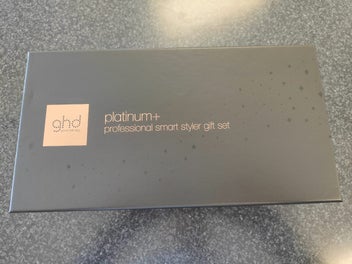 ghd
platinum+
professional smart styler gift set